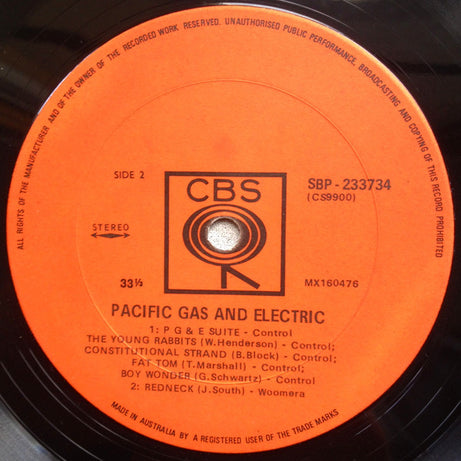 ALL RIGHTS OF THE MANUFACTURER AND OF THE OWNER OF THE RECORDED WORK RESERVED. UNAUTHORISED PUBLIC PERFORMANCE, BROADCASTING AND COPYING OF THIS RECORD PROHIBITED
SIDE 2
CBS
SBP - 233734
(CS9900)
STEREO
33⅓
MX160476
PACIFIC GAS AND ELECTRIC
1: P G & E SUITE - Control
THE YOUNG RABBITS (W.Henderson) - Control;
CONSTITUTIONAL STRAND (B.Block) - Control;
FAT TOM (T.Marshall) - Control;
BOY WONDER (G.Schwartz) - Control
2: REDNECK (J.South) - Woomera
MADE IN AUSTRALIA BY A REGISTERED USER OF THE TRADE MARKS